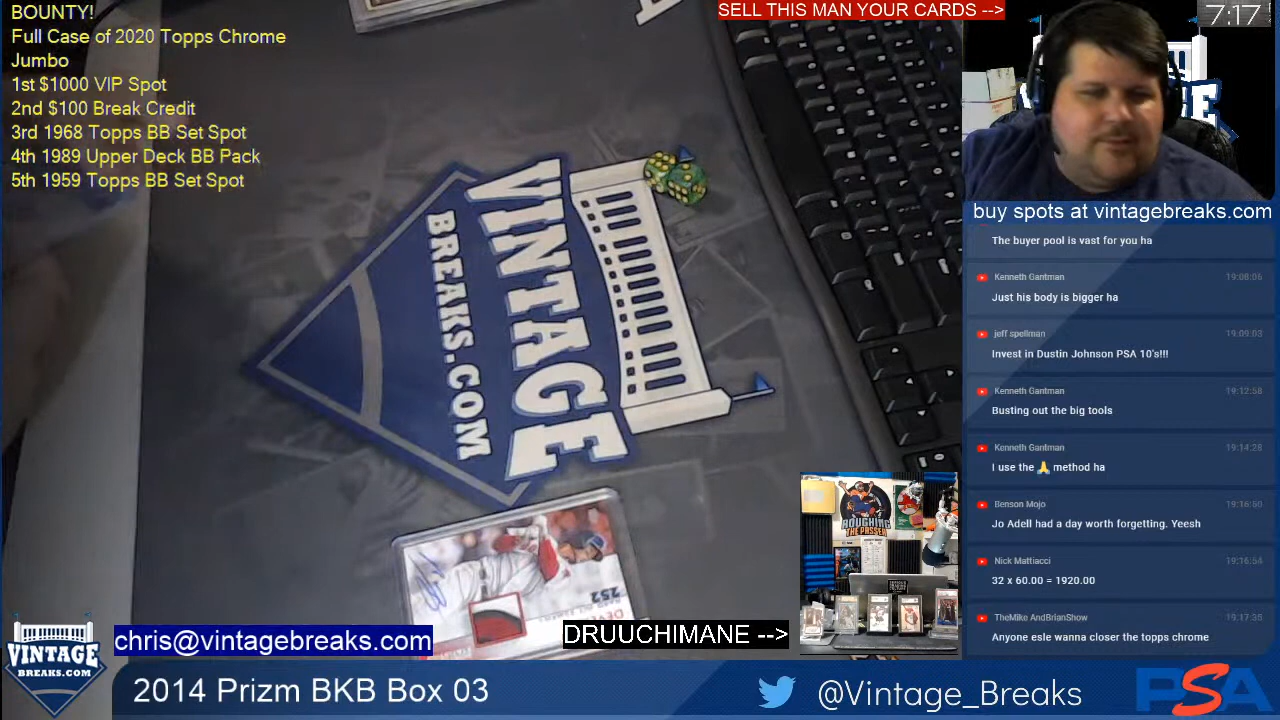 BOUNTY!
Full Case of 2020 Topps Chrome
Jumbo
1st $1000 VIP Spot
2nd $100 Break Credit
3rd 1968 Topps BB Set Spot
4th 1989 Upper Deck BB Pack
5th 1959 Topps BB Set Spot
SELL THIS MAN YOUR CARDS -->
7:17
buy spots at vintagebreaks.com
The buyer pool is vast for you ha
Kenneth Gantman 19:08:06
Just his body is bigger ha
jeff spellman 19:09:03
Invest in Dustin Johnson PSA 10's!!!
Kenneth Gantman 19:12:58
Busting out the big tools
Kenneth Gantman 19:14:28
I use the 🙏 method ha
Benson Mojo 19:16:50
Jo Adell had a day worth forgetting. Yeesh
Nick Mattiacci 19:16:54
32 x 60.00 = 1920.00
TheMike AndBrianShow 19:17:35
Anyone esle wanna closer the topps chrome
VINTAGE
BREAKS.COM
252
ROUGHING
THE PASSER
DRUUCHIMANE -->
chris@vintagebreaks.com
VINTAGE
BREAKS.COM
2014 Prizm BKB Box 03
@Vintage_Breaks
PSA